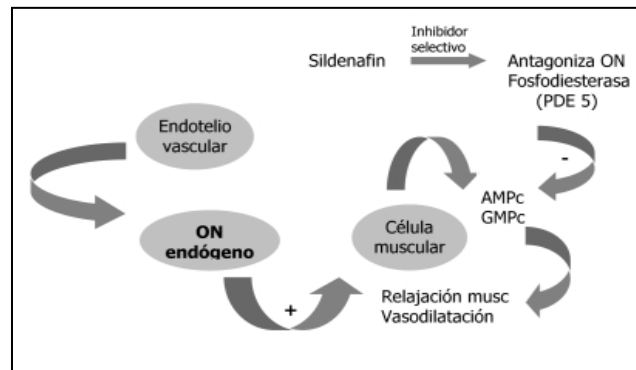 Inhibidor
selectivo
Sildenafin
Antagoniza ON
Fosfodiesterasa
(PDE 5)
Endotelio
vascular
-
AMPc
GMPc
ON
endógeno
Célula
muscular
+
Relajación musc
Vasodilatación